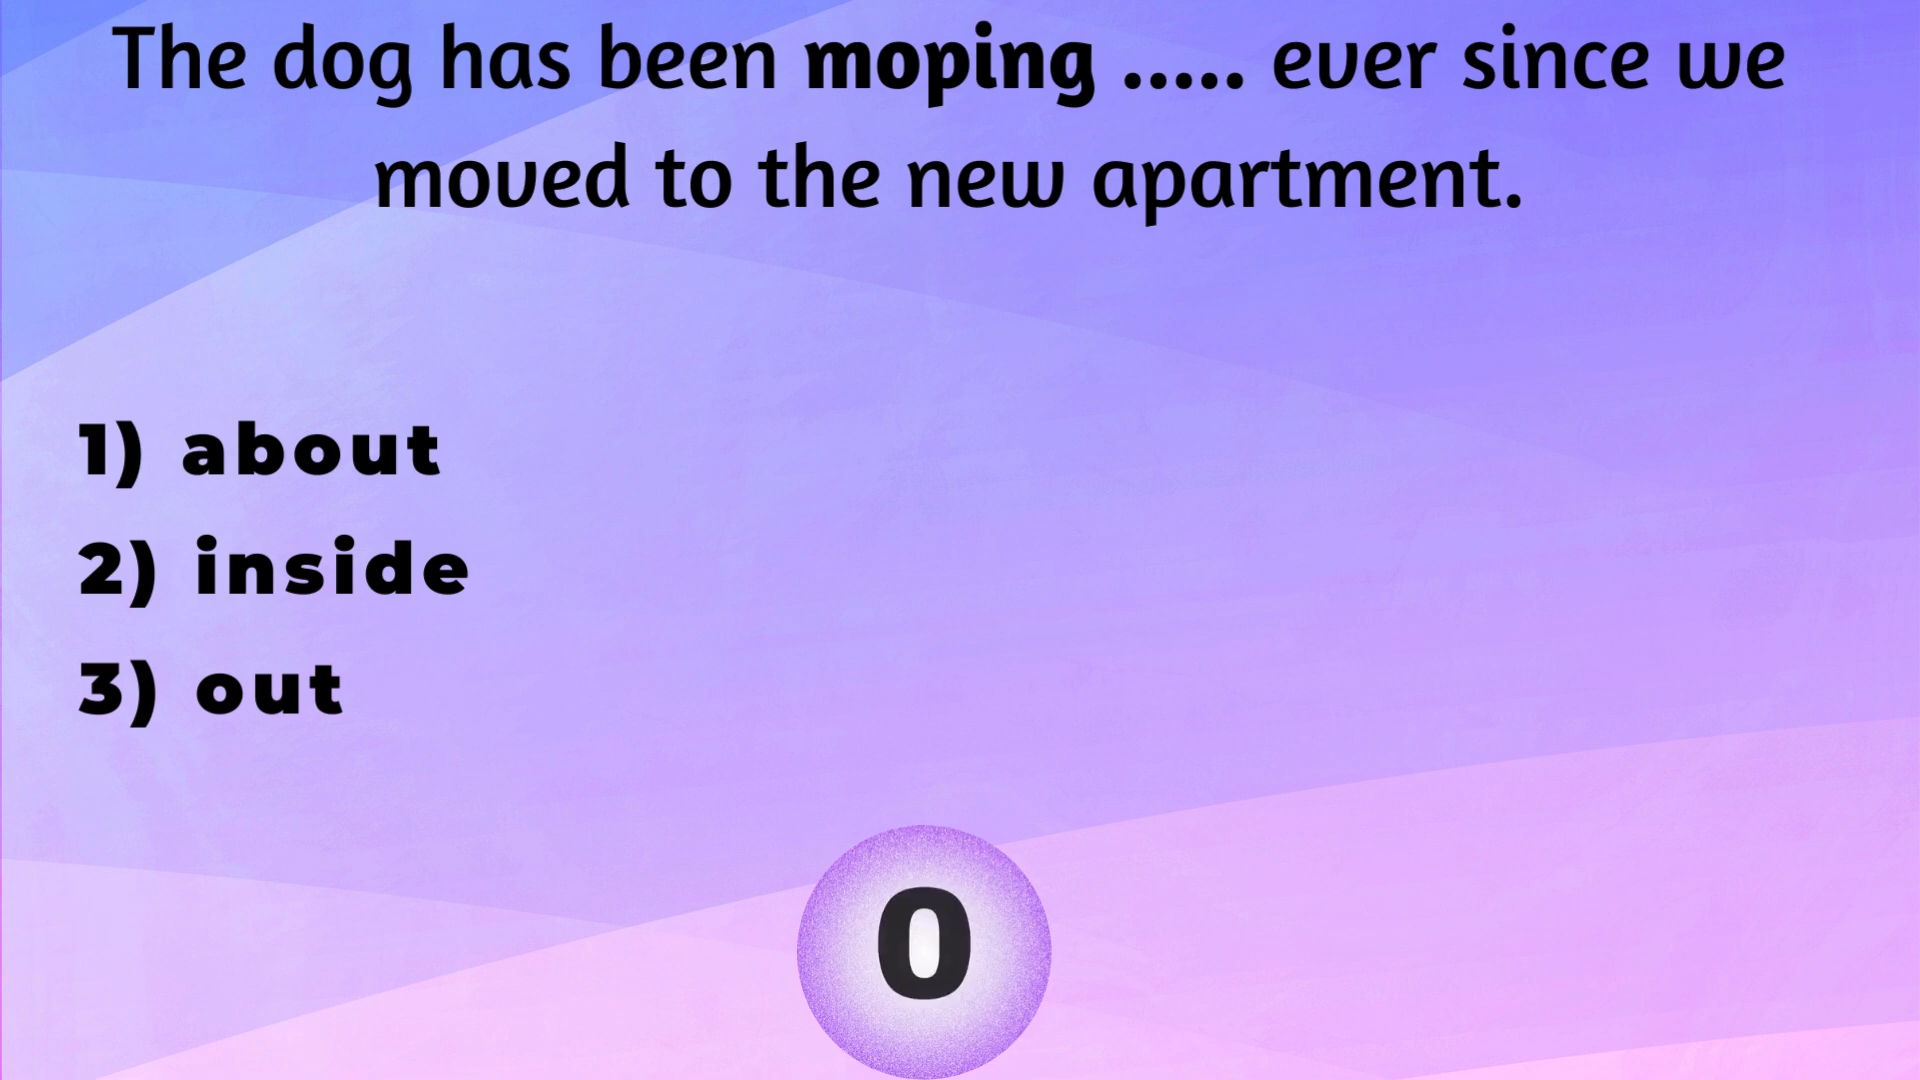 The dog has been moping ..... ever since we
moved to the new apartment.
1) about
2) inside
3) out
0